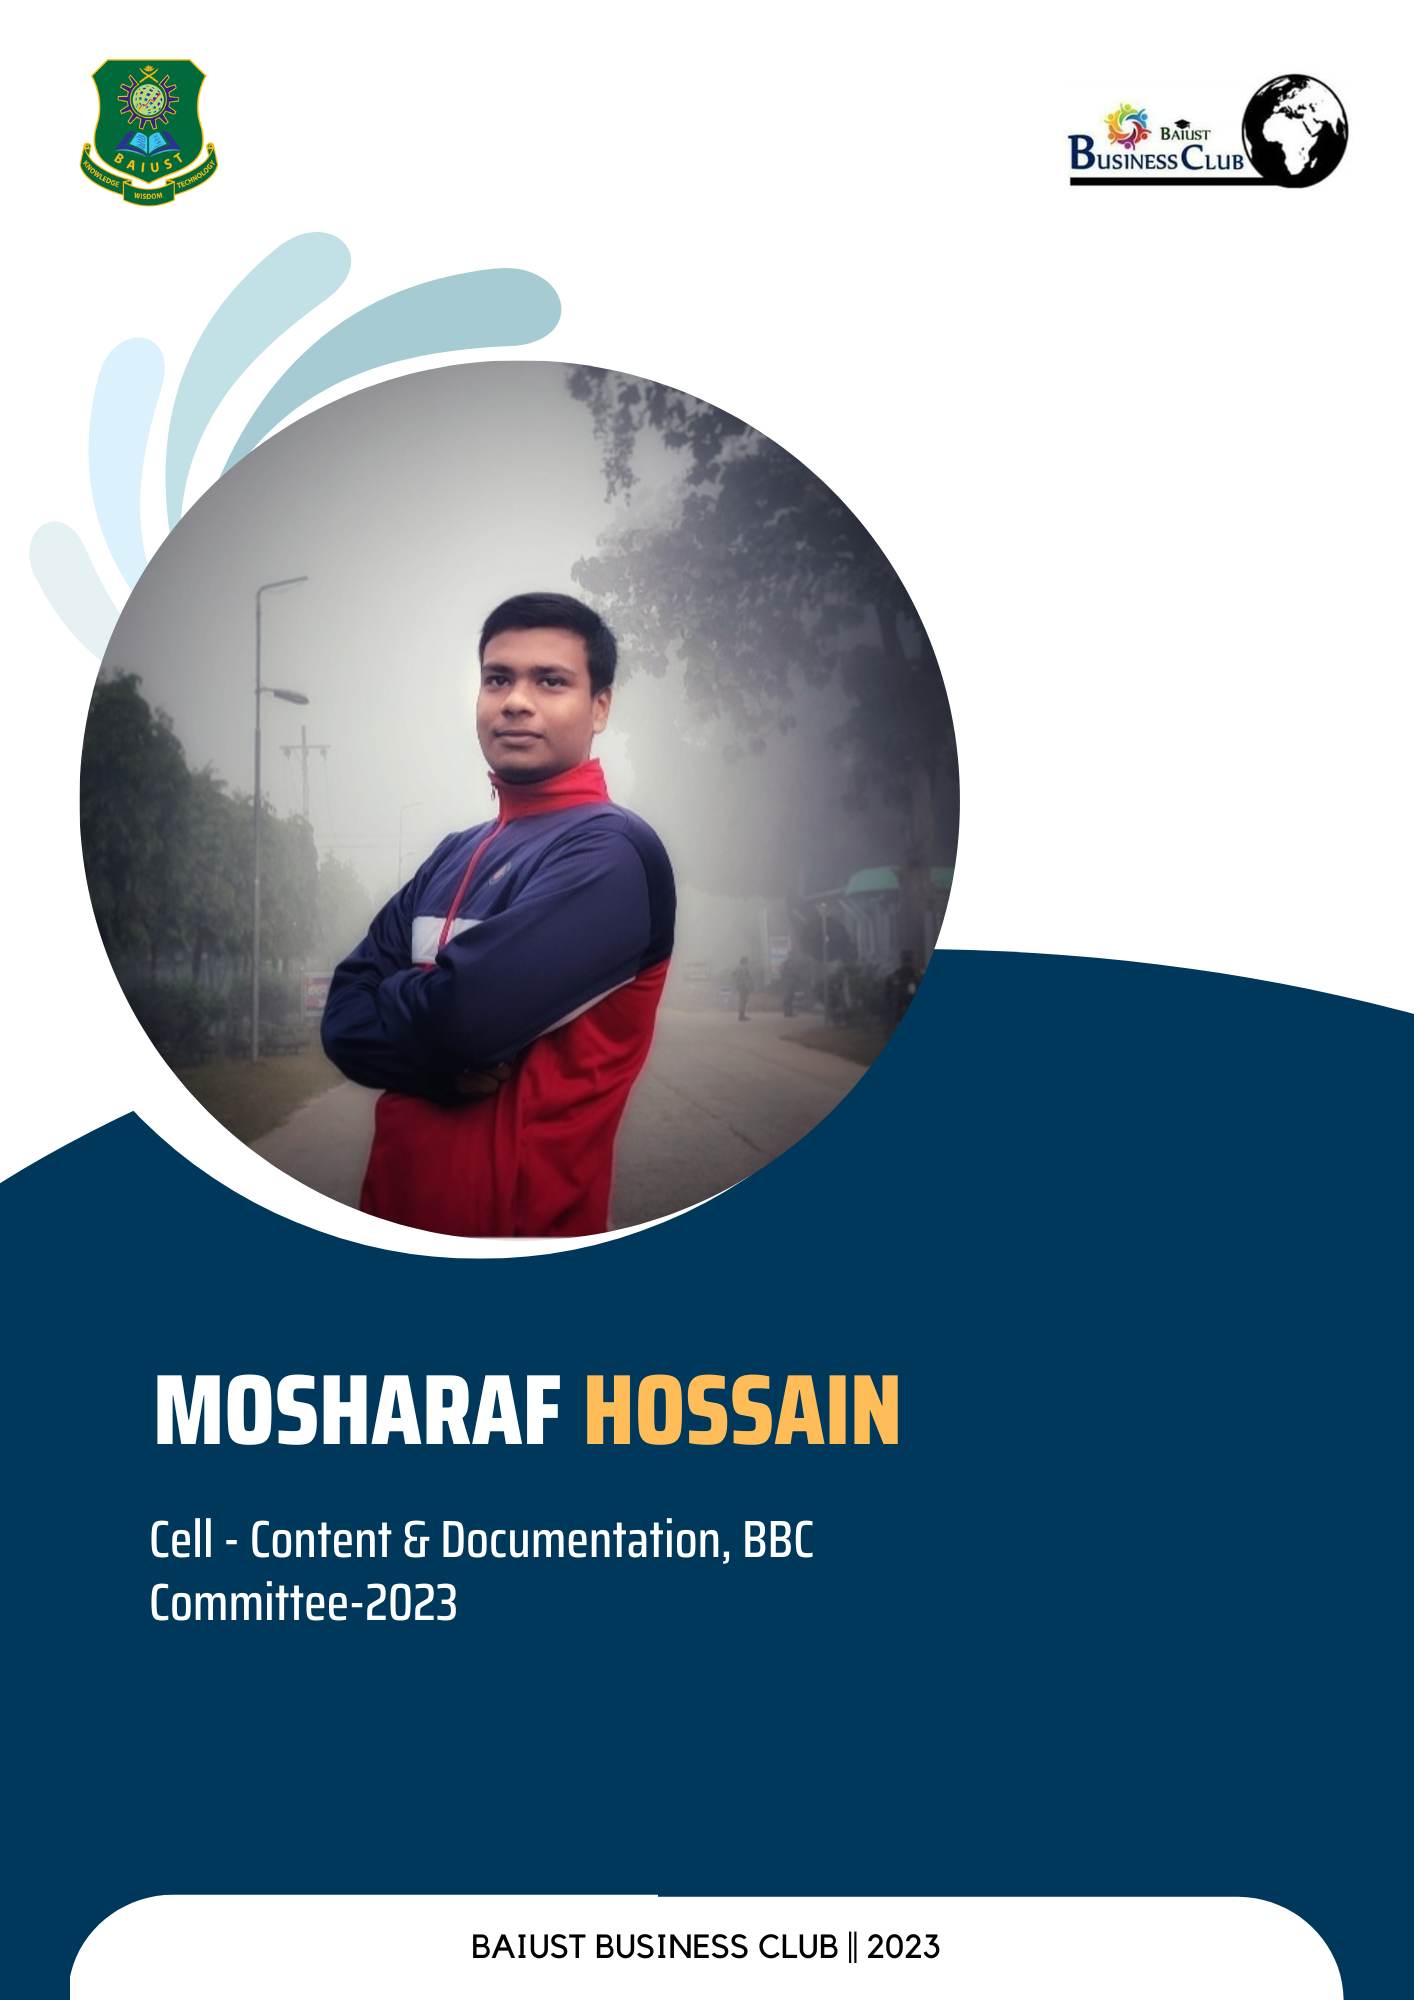 BAIUST
KNOWLEDGE
WISDOM
TECHNOLOGY
BAIUST
BUSINESS CLUB
MOSHARAF HOSSAIN
Cell - Content & Documentation, BBC
Committee-2023
BAIUST BUSINESS CLUB || 2023